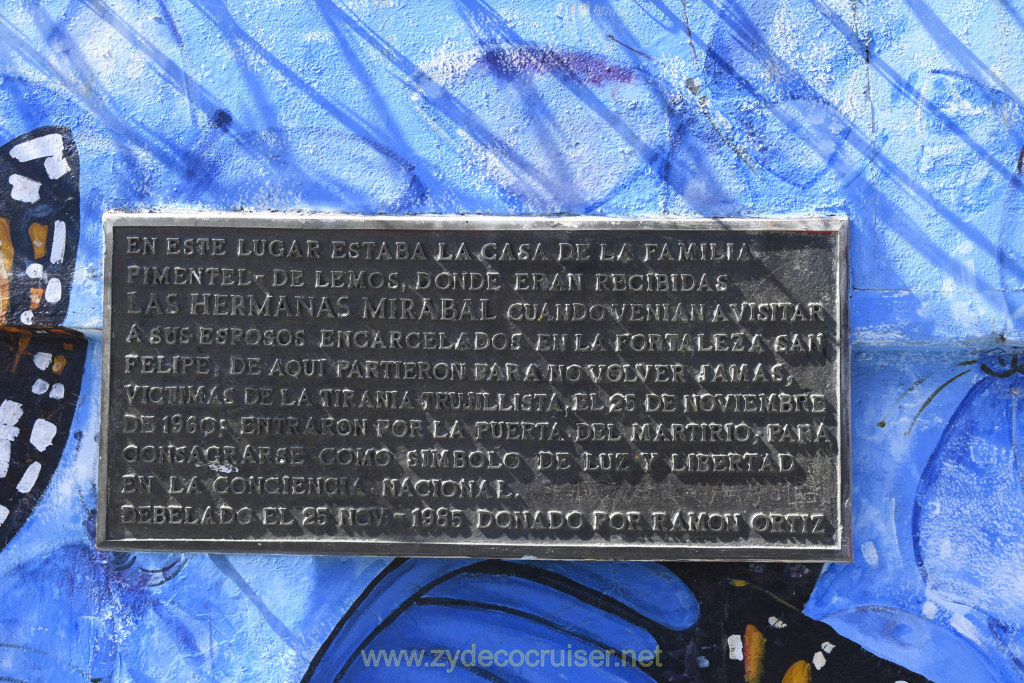 EN ESTE LUGAR ESTABA LA CASA DE LA FAMILIA
PIMENTEL - DE LEMOS, DONDE ERAN RECIBIDAS
LAS HERMANAS MIRABAL CUANDO VENIAN A VISITAR
A SUS ESPOSOS ENCARCELADOS EN LA FORTALEZA SAN
FELIPE, DE AQUI PARTIERON PARA NO VOLVER JAMAS,
VICTIMAS DE LA TIRANIA TRUJILLISTA, EL 25 DE NOVIEMBRE
DE 1960; ENTRARON POR LA PUERTA DEL MARTIRIO, PARA
CONSAGRARSE COMO SIMBOLO DE LUZ Y LIBERTAD
EN LA CONCIENCIA NACIONAL.
DEBELADO EL 25 NOV - 1985 DONADO POR RAMON ORTIZ
www.zydecocruiser.net